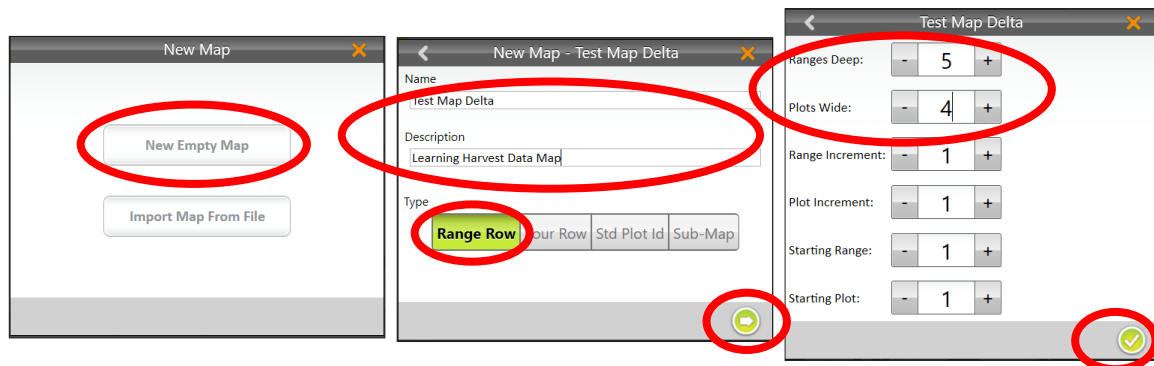 New Map
New Empty Map
Import Map From File
New Map - Test Map Delta
Name
Test Map Delta
Description
Learning Harvest Data Map
Type
Range Row our Row Std Plot Id Sub-Map
Test Map Delta
Ranges Deep: - 5 +
Plots Wide: - 4 +
Range Increment: - 1 +
Plot Increment: - 1 +
Starting Range: - 1 +
Starting Plot: - 1 +